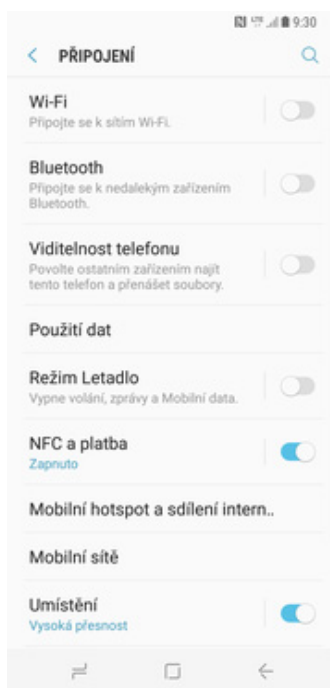 LTE 9:30
PŘIPOJENÍ
Wi-Fi
Připojte se k sítím Wi-Fi.
Bluetooth
Připojte se k nedalekým zařízením
Bluetooth.
Viditelnost telefonu
Povolte ostatním zařízením najít
tento telefon a přenášet soubory.
Použití dat
Režim Letadlo
Vypne volání, zprávy a Mobilní data.
NFC a platba
Zapnuto
Mobilní hotspot a sdílení intern..
Mobilní sítě
Umístění
Vysoká přesnost